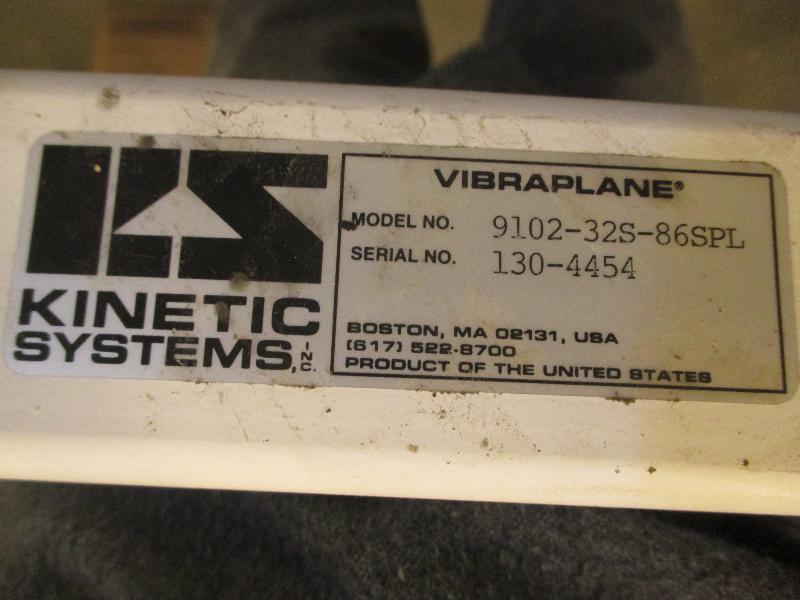 KS
KINETIC
SYSTEMS, INC.
VIBRAPLANE®
MODEL NO. 9102-32S-86SPL
SERIAL NO. 130-4454
BOSTON, MA 02131, USA
(617) 522-8700
PRODUCT OF THE UNITED STATES